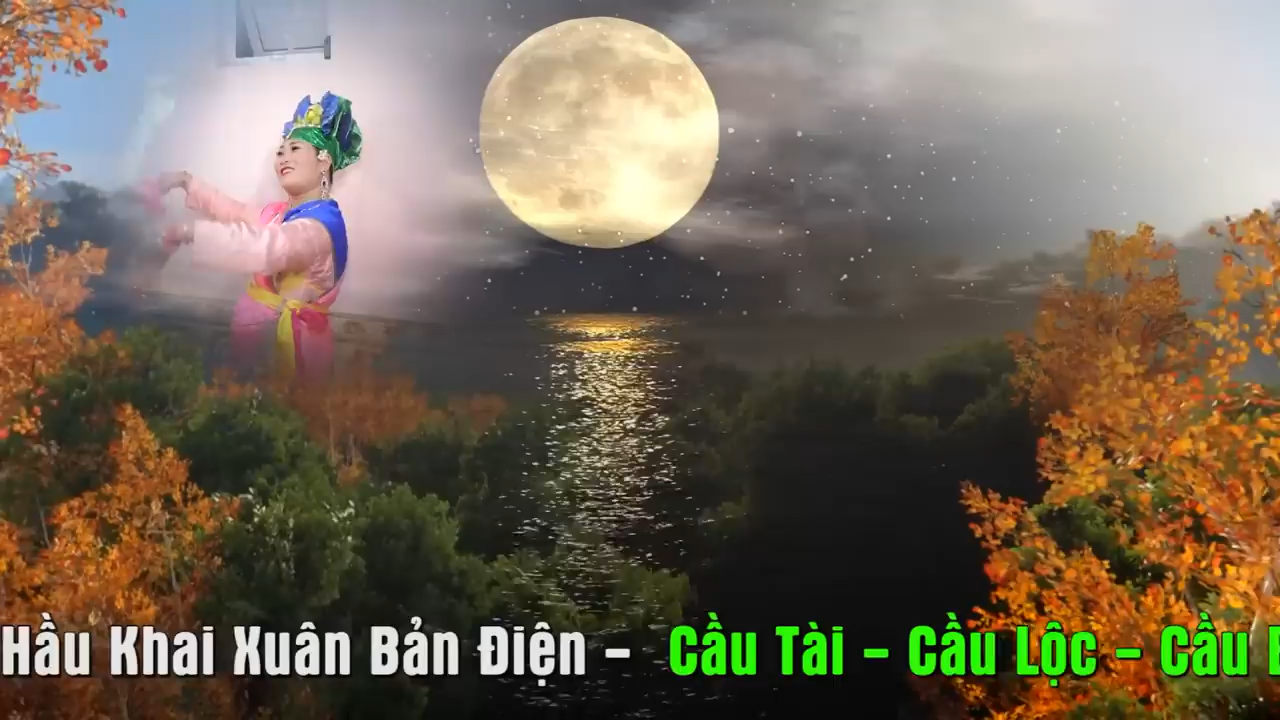 Hầu Khai Xuân Bản Điện - Cầu Tài - Cầu Lộc - Cầu